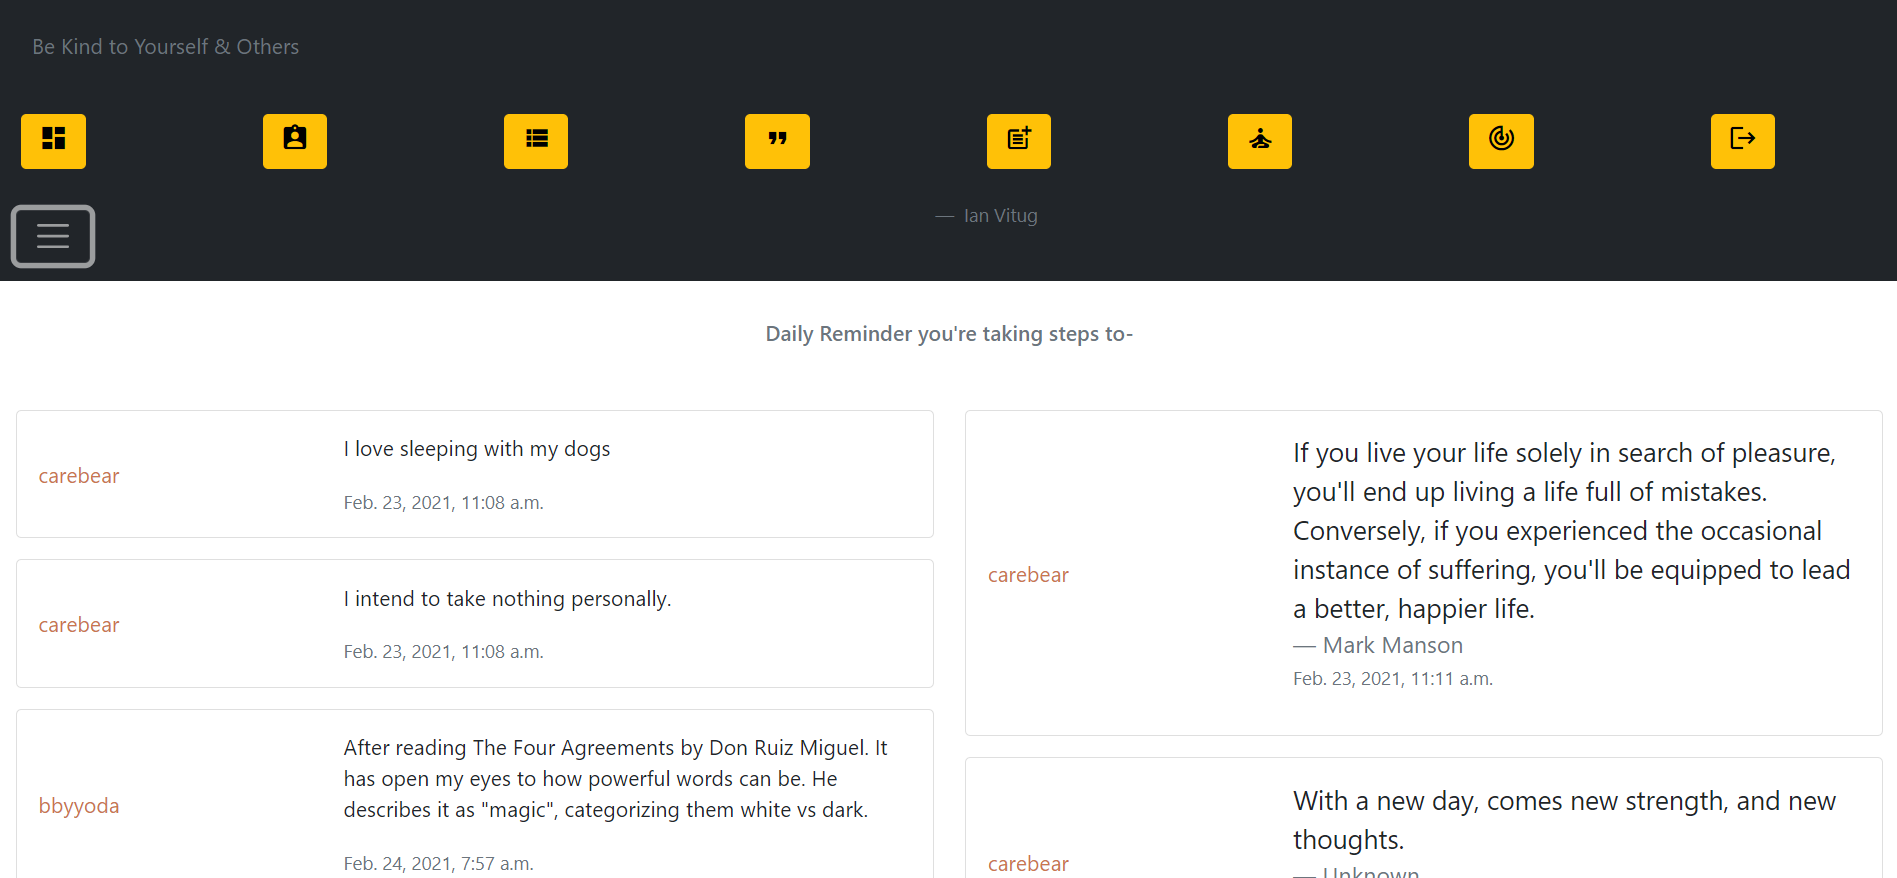 Be Kind to Yourself & Others
— Ian Vitug
Daily Reminder you're taking steps to-
carebear
I love sleeping with my dogs
Feb. 23, 2021, 11:08 a.m.
carebear
I intend to take nothing personally.
Feb. 23, 2021, 11:08 a.m.
bbyyoda
After reading The Four Agreements by Don Ruiz Miguel. It
has open my eyes to how powerful words can be. He
describes it as "magic", categorizing them white vs dark.
Feb. 24, 2021, 7:57 a.m.
carebear
If you live your life solely in search of pleasure,
you'll end up living a life full of mistakes.
Conversely, if you experienced the occasional
instance of suffering, you'll be equipped to lead
a better, happier life.
— Mark Manson
Feb. 23, 2021, 11:11 a.m.
carebear
With a new day, comes new strength, and new
thoughts.
— Unknown